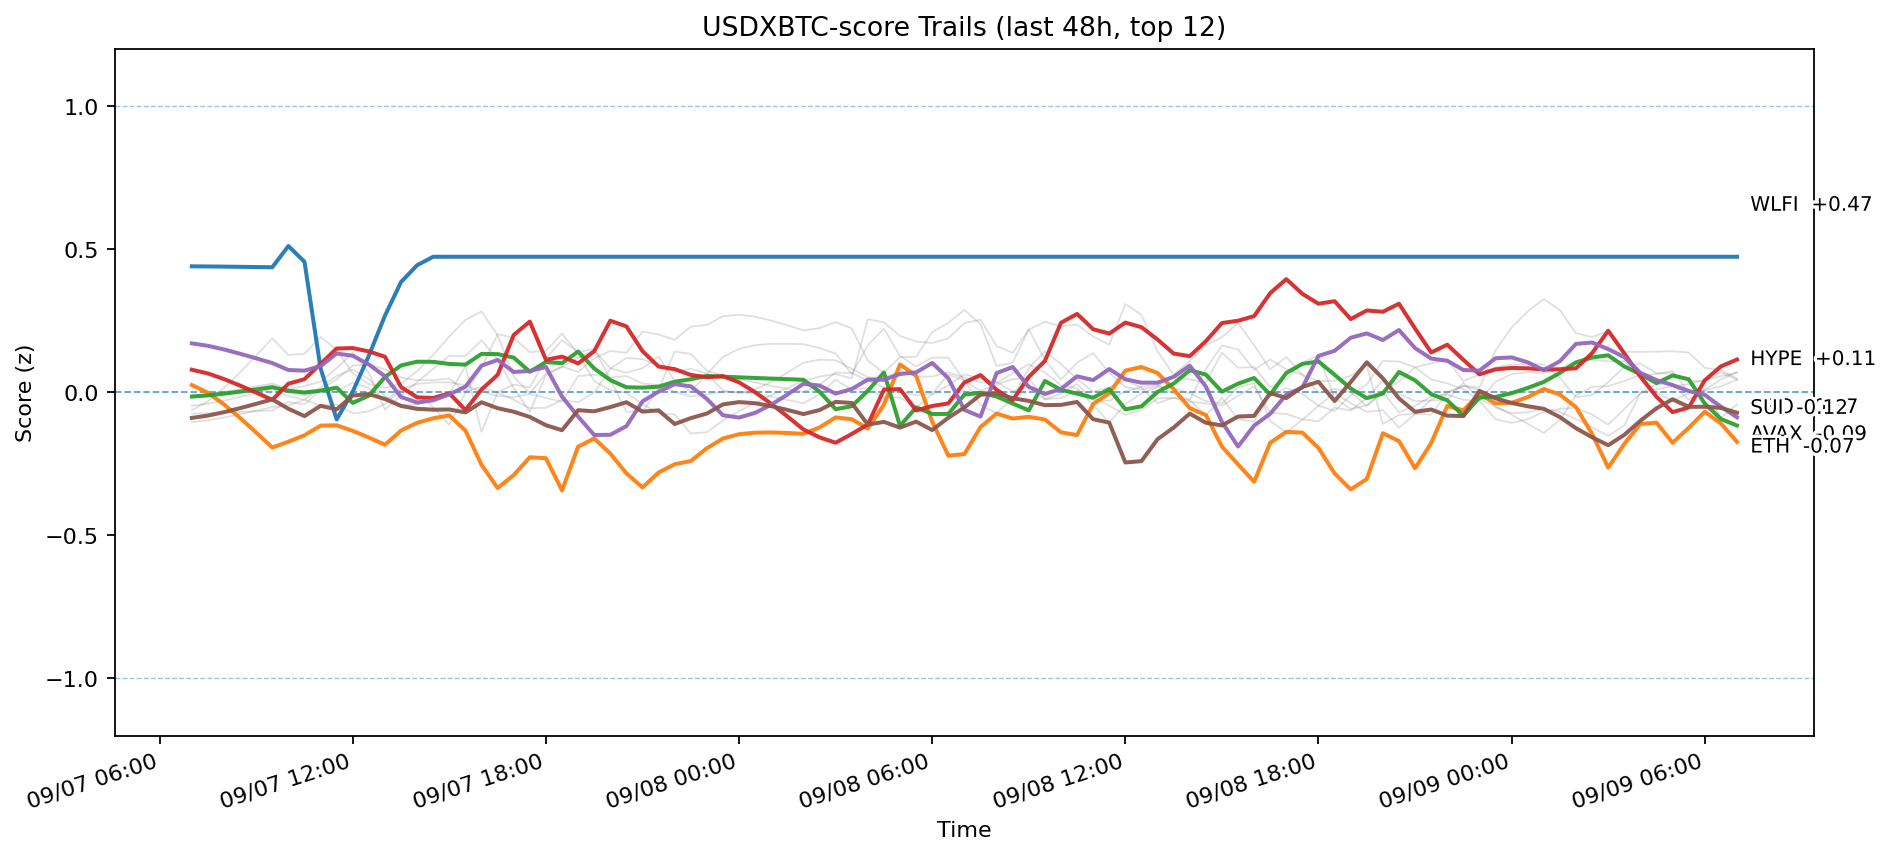 USDXBTC-score Trails (last 48h, top 12)
Score (z)
1.0
0.5
0.0
−0.5
−1.0
WLFI +0.47
HYPE +0.11
AVAX -0.09
ETH -0.07
09/07 06:00
09/07 12:00
09/07 18:00
09/08 00:00
09/08 06:00
09/08 12:00
09/08 18:00
09/09 00:00
09/09 06:00
Time